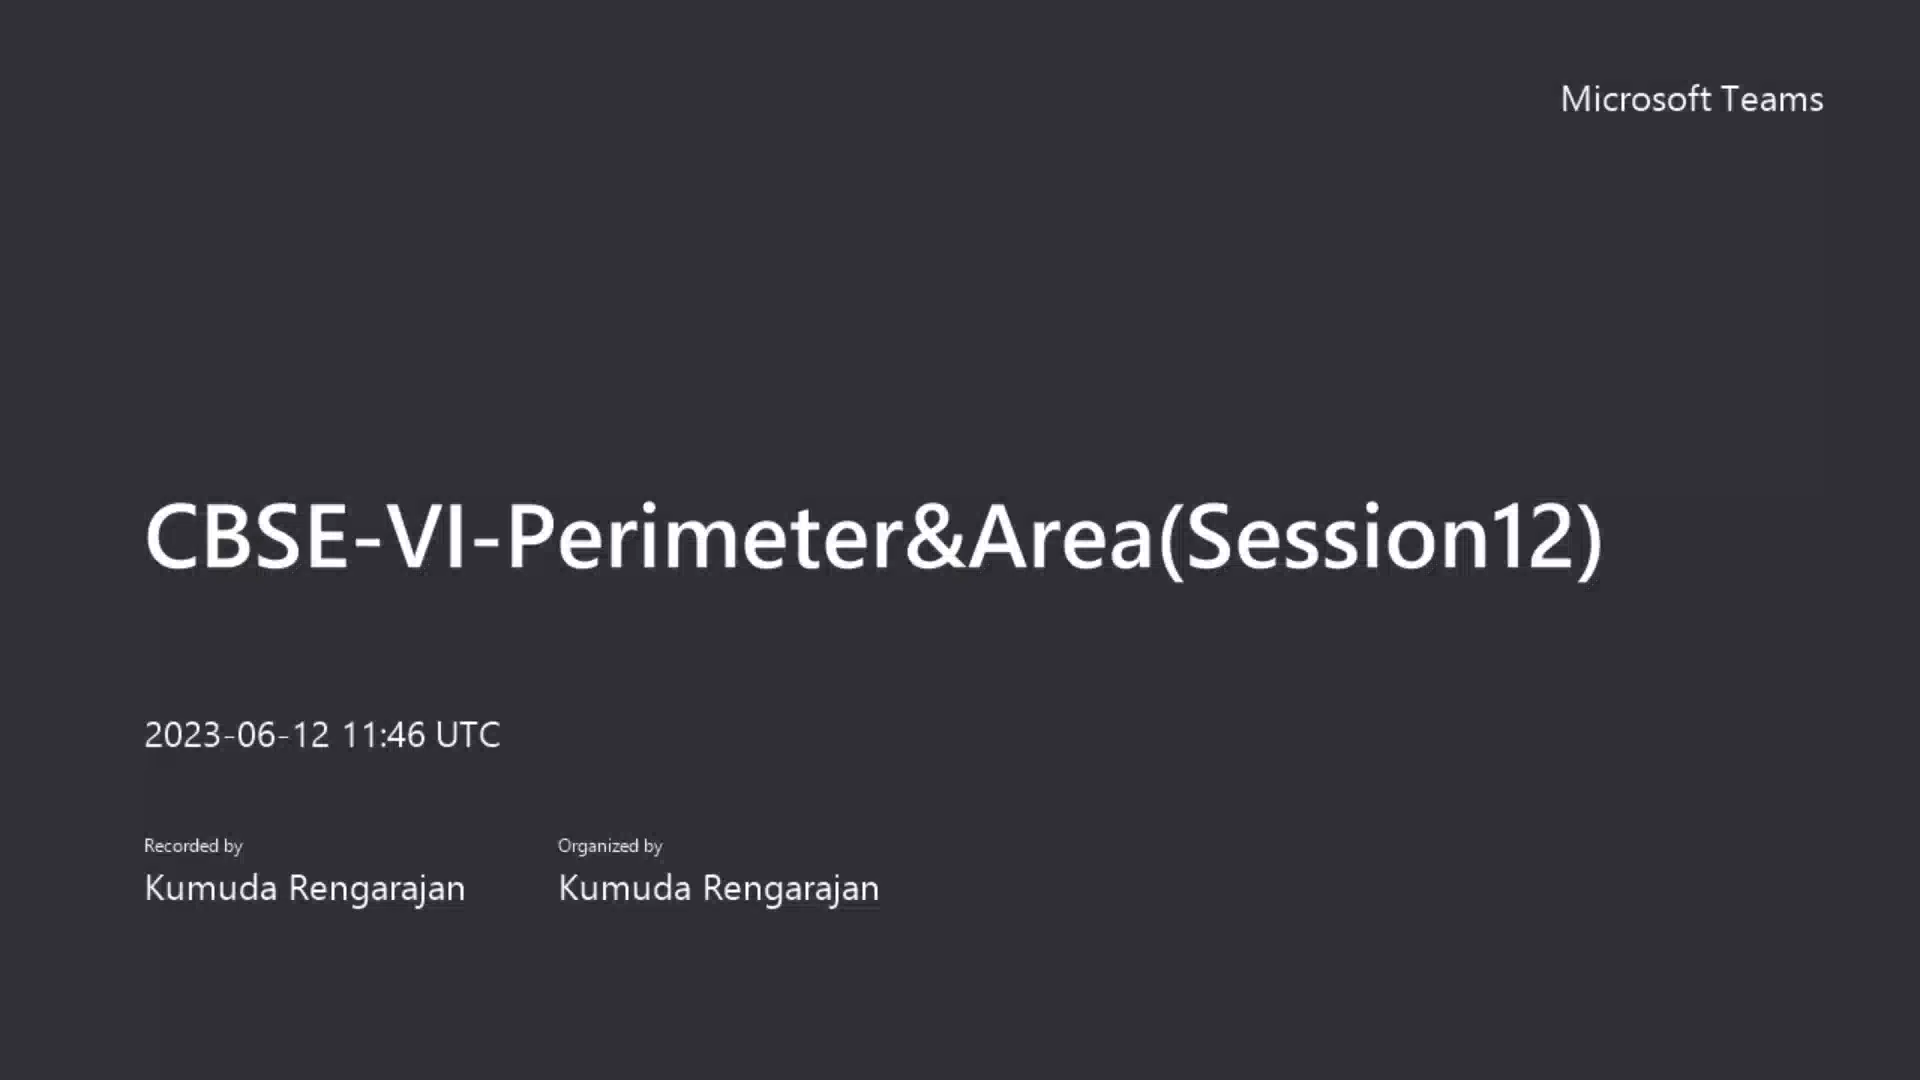 Microsoft Teams
CBSE-VI-Perimeter&Area(Session12)
2023-06-12 11:46 UTC
Recorded by
Kumuda Rengarajan
Organized by
Kumuda Rengarajan